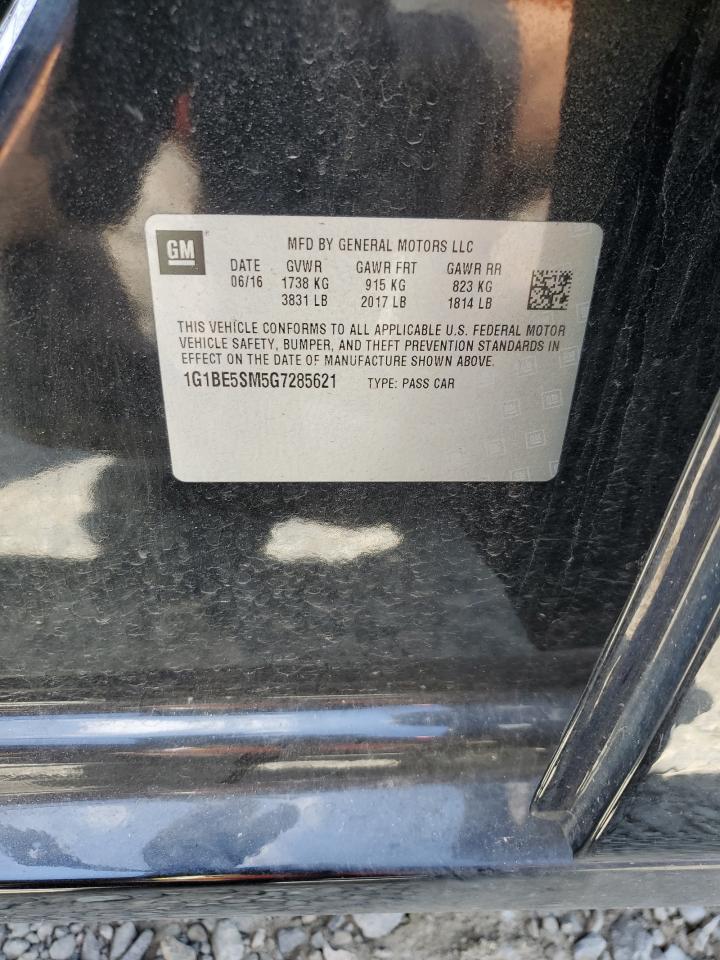 GM
MFD BY GENERAL MOTORS LLC
DATE GVWR GAWR FRT GAWR RR
06/16 1738 KG 915 KG 823 KG
3831 LB 2017 LB 1814 LB
THIS VEHICLE CONFORMS TO ALL APPLICABLE U.S. FEDERAL MOTOR
VEHICLE SAFETY, BUMPER, AND THEFT PREVENTION STANDARDS IN
EFFECT ON THE DATE OF MANUFACTURE SHOWN ABOVE.
1G1BE5SM5G7285621 TYPE: PASS CAR